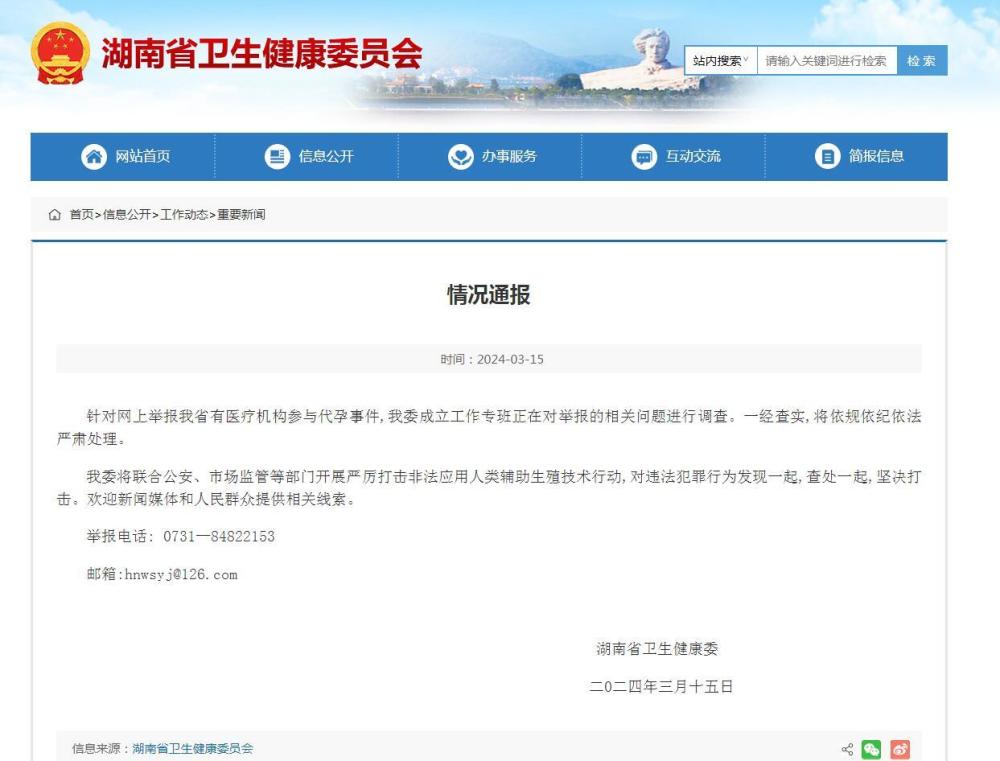 湖南省卫生健康委员会
站内搜索 请输入关键词进行检索 检 索
网站首页 信息公开 办事服务 互动交流 简报信息
首页>信息公开>工作动态>重要新闻
情况通报
时间：2024-03-15
针对网上举报我省有医疗机构参与代孕事件,我委成立工作专班正在对举报的相关问题进行调查。一经查实,将依规依纪依法
严肃处理。
我委将联合公安、市场监管等部门开展严厉打击非法应用人类辅助生殖技术行动,对违法犯罪行为发现一起,查处一起,坚决打
击。欢迎新闻媒体和人民群众提供相关线索。
举报电话: 0731—84822153
邮箱:hnwsyj@126.com
湖南省卫生健康委
二〇二四年三月十五日
信息来源：湖南省卫生健康委员会